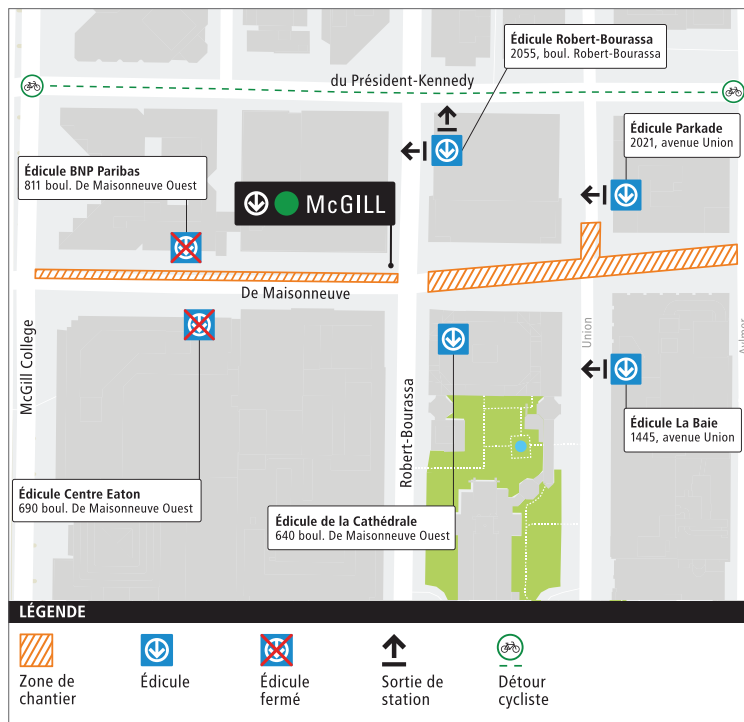 Édicule Robert-Bourassa
2055, boul. Robert-Bourassa
du Président-Kennedy
Édicule Parkade
2021, avenue Union
Édicule BNP Paribas
811 boul. De Maisonneuve Ouest
McGILL
De Maisonneuve
McGill College
Robert-Bourassa
Union
Aylmer
Édicule La Baie
1445, avenue Union
Édicule Centre Eaton
690 boul. De Maisonneuve Ouest
Édicule de la Cathédrale
640 boul. De Maisonneuve Ouest
LÉGENDE
Zone de
chantier
Édicule
Édicule
fermé
Sortie de
station
Détour
cycliste